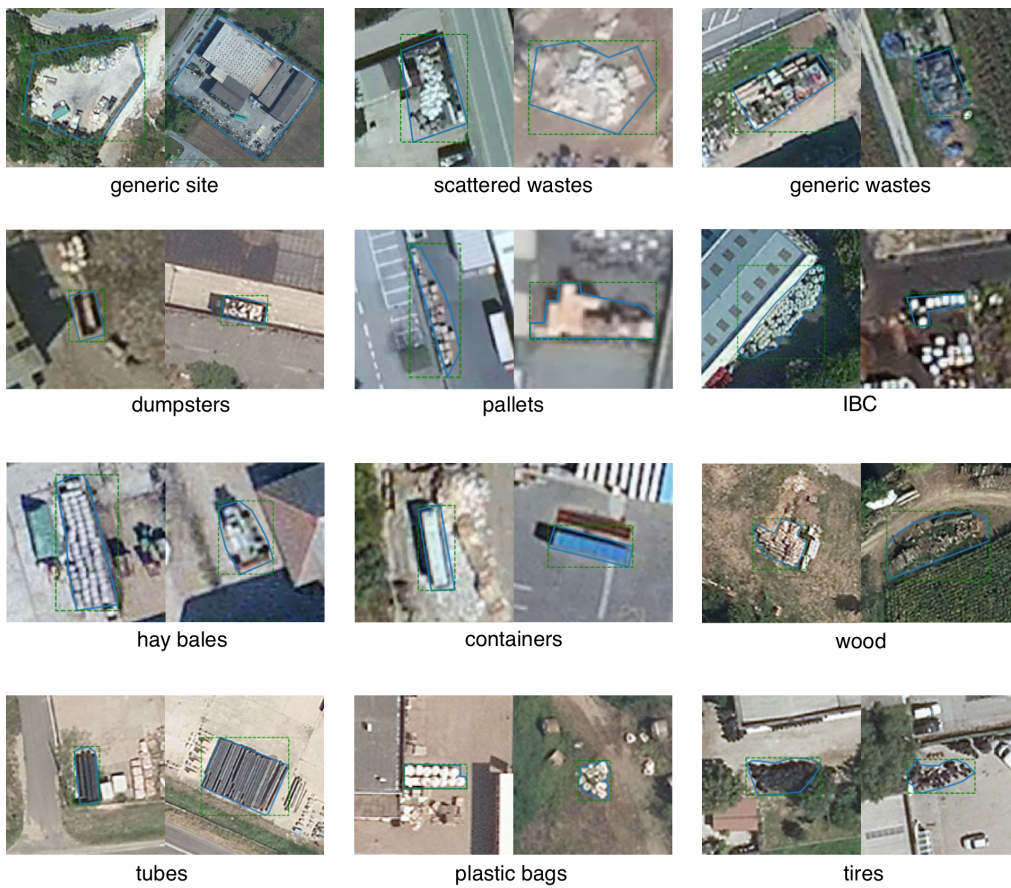 generic site
scattered wastes
generic wastes
dumpsters
pallets
IBC
hay bales
containers
wood
tubes
plastic bags
tires